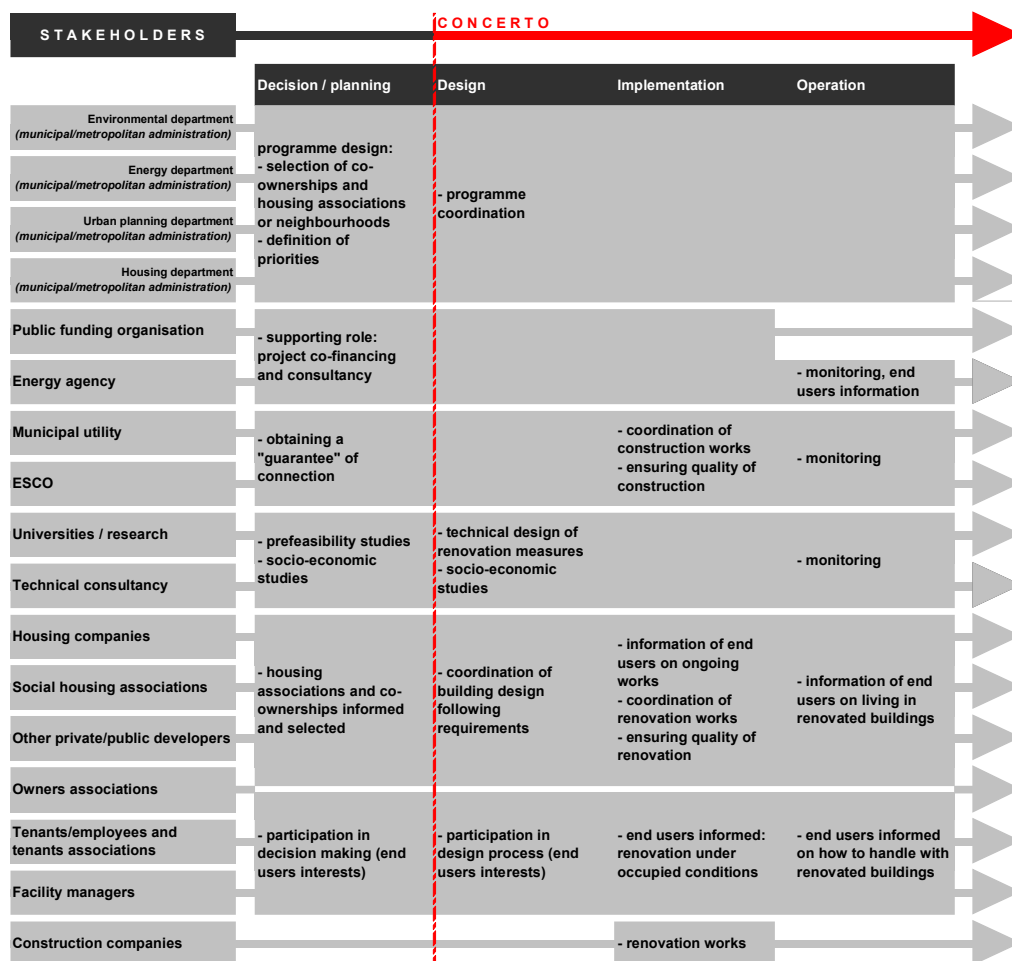 STAKEHOLDERS
CONCERTO
Decision / planning
Design
Implementation
Operation
Environmental department
(municipal/metropolitan administration)
Energy department
(municipal/metropolitan administration)
Urban planning department
(municipal/metropolitan administration)
Housing department
(municipal/metropolitan administration)
programme design:
- selection of co-
ownerships and
housing associations
or neighbourhoods
- definition of
priorities
- programme
coordination
Public funding organisation
Energy agency
- supporting role:
project co-financing
and consultancy
- monitoring, end
users information
Municipal utility
ESCO
- obtaining a
"guarantee" of
connection
- coordination of
construction works
- ensuring quality of
construction
- monitoring
Universities / research
Technical consultancy
- prefeasibility studies
- socio-economic
studies
- technical design of
renovation measures
- socio-economic
studies
- monitoring
Housing companies
Social housing associations
Other private/public developers
Owners associations
- housing
associations and co-
ownerships informed
and selected
- coordination of
building design
following
requirements
- information of end
users on ongoing
works
- coordination of
renovation works
- ensuring quality of
renovation
- information of end
users on living in
renovated buildings
Tenants/employees and
tenants associations
Facility managers
- participation in
decision making (end
users interests)
- participation in
design process (end
users interests)
- end users informed:
renovation under
occupied conditions
- end users informed
on how to handle with
renovated buildings
Construction companies
- renovation works